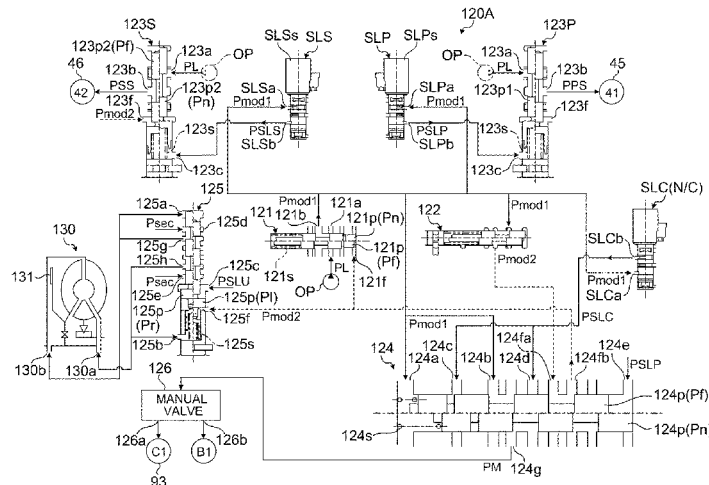 120A
123S
SLSs
SLS
SLP
SLPs
123P
123p2(Pf)
123a
OP
OP
123a
46
123b
PL
PL
123b
45
42
PSS
123p2
(Pn)
SLSa
SLPa
123p1
PPS
41
123f
Pmod1
Pmod1
123f
Pmod2
123s
PSLS
PSLP
123s
SLSb
SLPb
123c
123c
125a
125
SLC(N/C)
Pmod1
121a
121b
121p(Pn)
Pmod1
130
Psec
125d
121
122
SLCb
125g
131
125h
121p
(Pf)
Pmod2
125c
121s
PL
Pmod1
SLCa
Psec
PSLU
121f
125e
125p(Pl)
OP
125p
(Pr)
125f
Pmod2
PSLC
125b
125s
Pmod1
124fa
130b
130a
124
124c
124d
124fb
124e
124a
124b
PSLP
126
MANUAL
VALVE
124p(Pf)
126a
126b
124s
124p(Pn
C1
B1
PM
124g
93